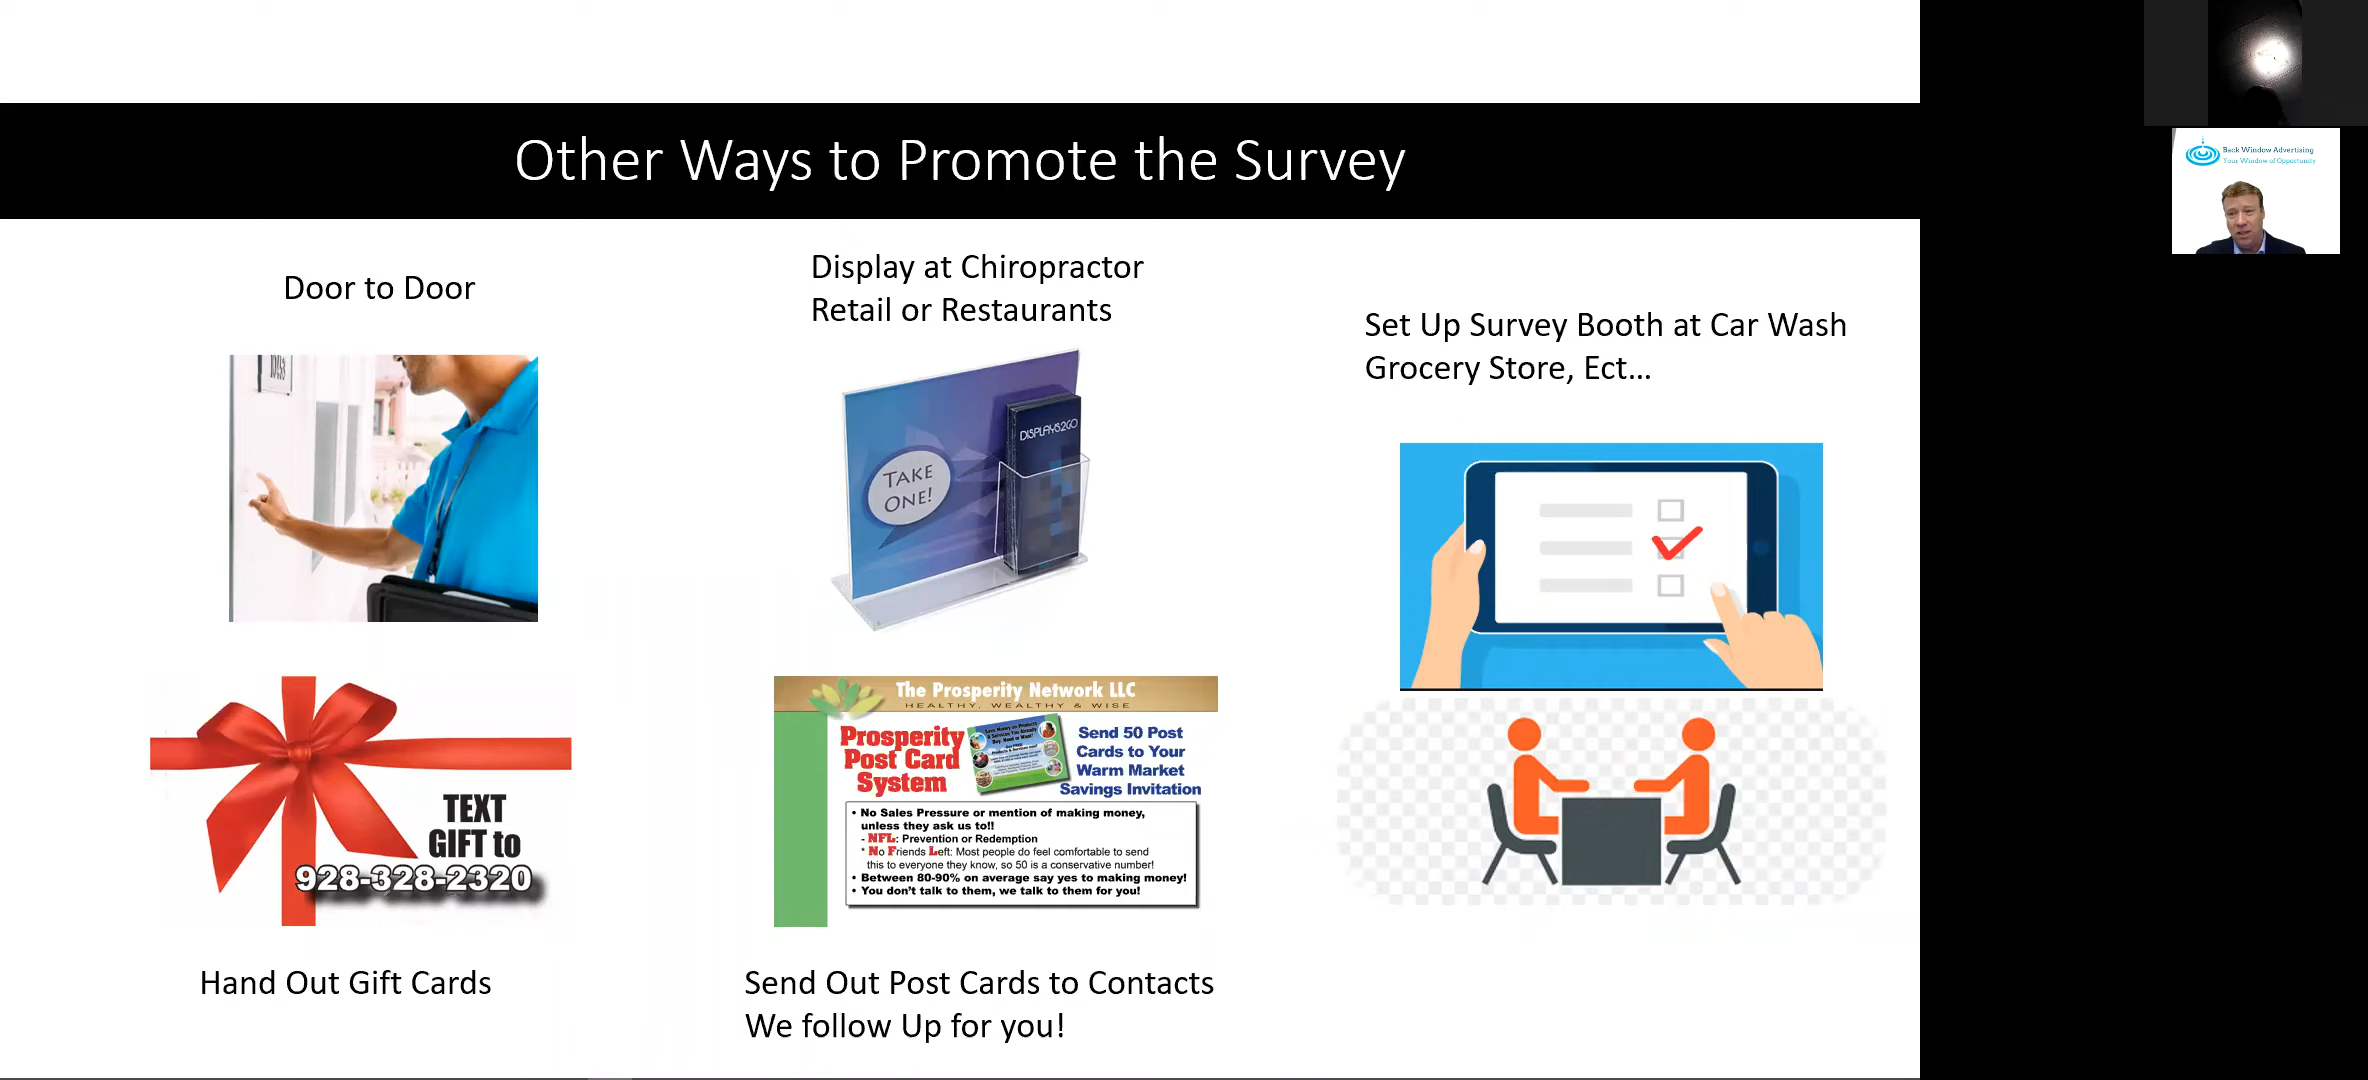 Other Ways to Promote the Survey
Back Window Advertising
Your Window of Opportunity
Door to Door
Display at Chiropractor
Retail or Restaurants
Set Up Survey Booth at Car Wash
Grocery Store, Ect...
TAKE
ONE!
DISPLAYS2GO
TEXT
GIFT to
928-328-2320
Hand Out Gift Cards
The Prosperity Network LLC
HEALTHY, WEALTHY & WISE
Prosperity
Post Card
System
Send 50 Post
Cards to Your
Warm Market
Savings Invitation
• No Sales Pressure or mention of making money,
unless they ask us to!!
- NFL: Prevention or Redemption
* No Friends Left: Most people do feel comfortable to send
this to everyone they know, so 50 is a conservative number!
• Between 80-90% on average say yes to making money!
• You don't talk to them, we talk to them for you!
Send Out Post Cards to Contacts
We follow Up for you!